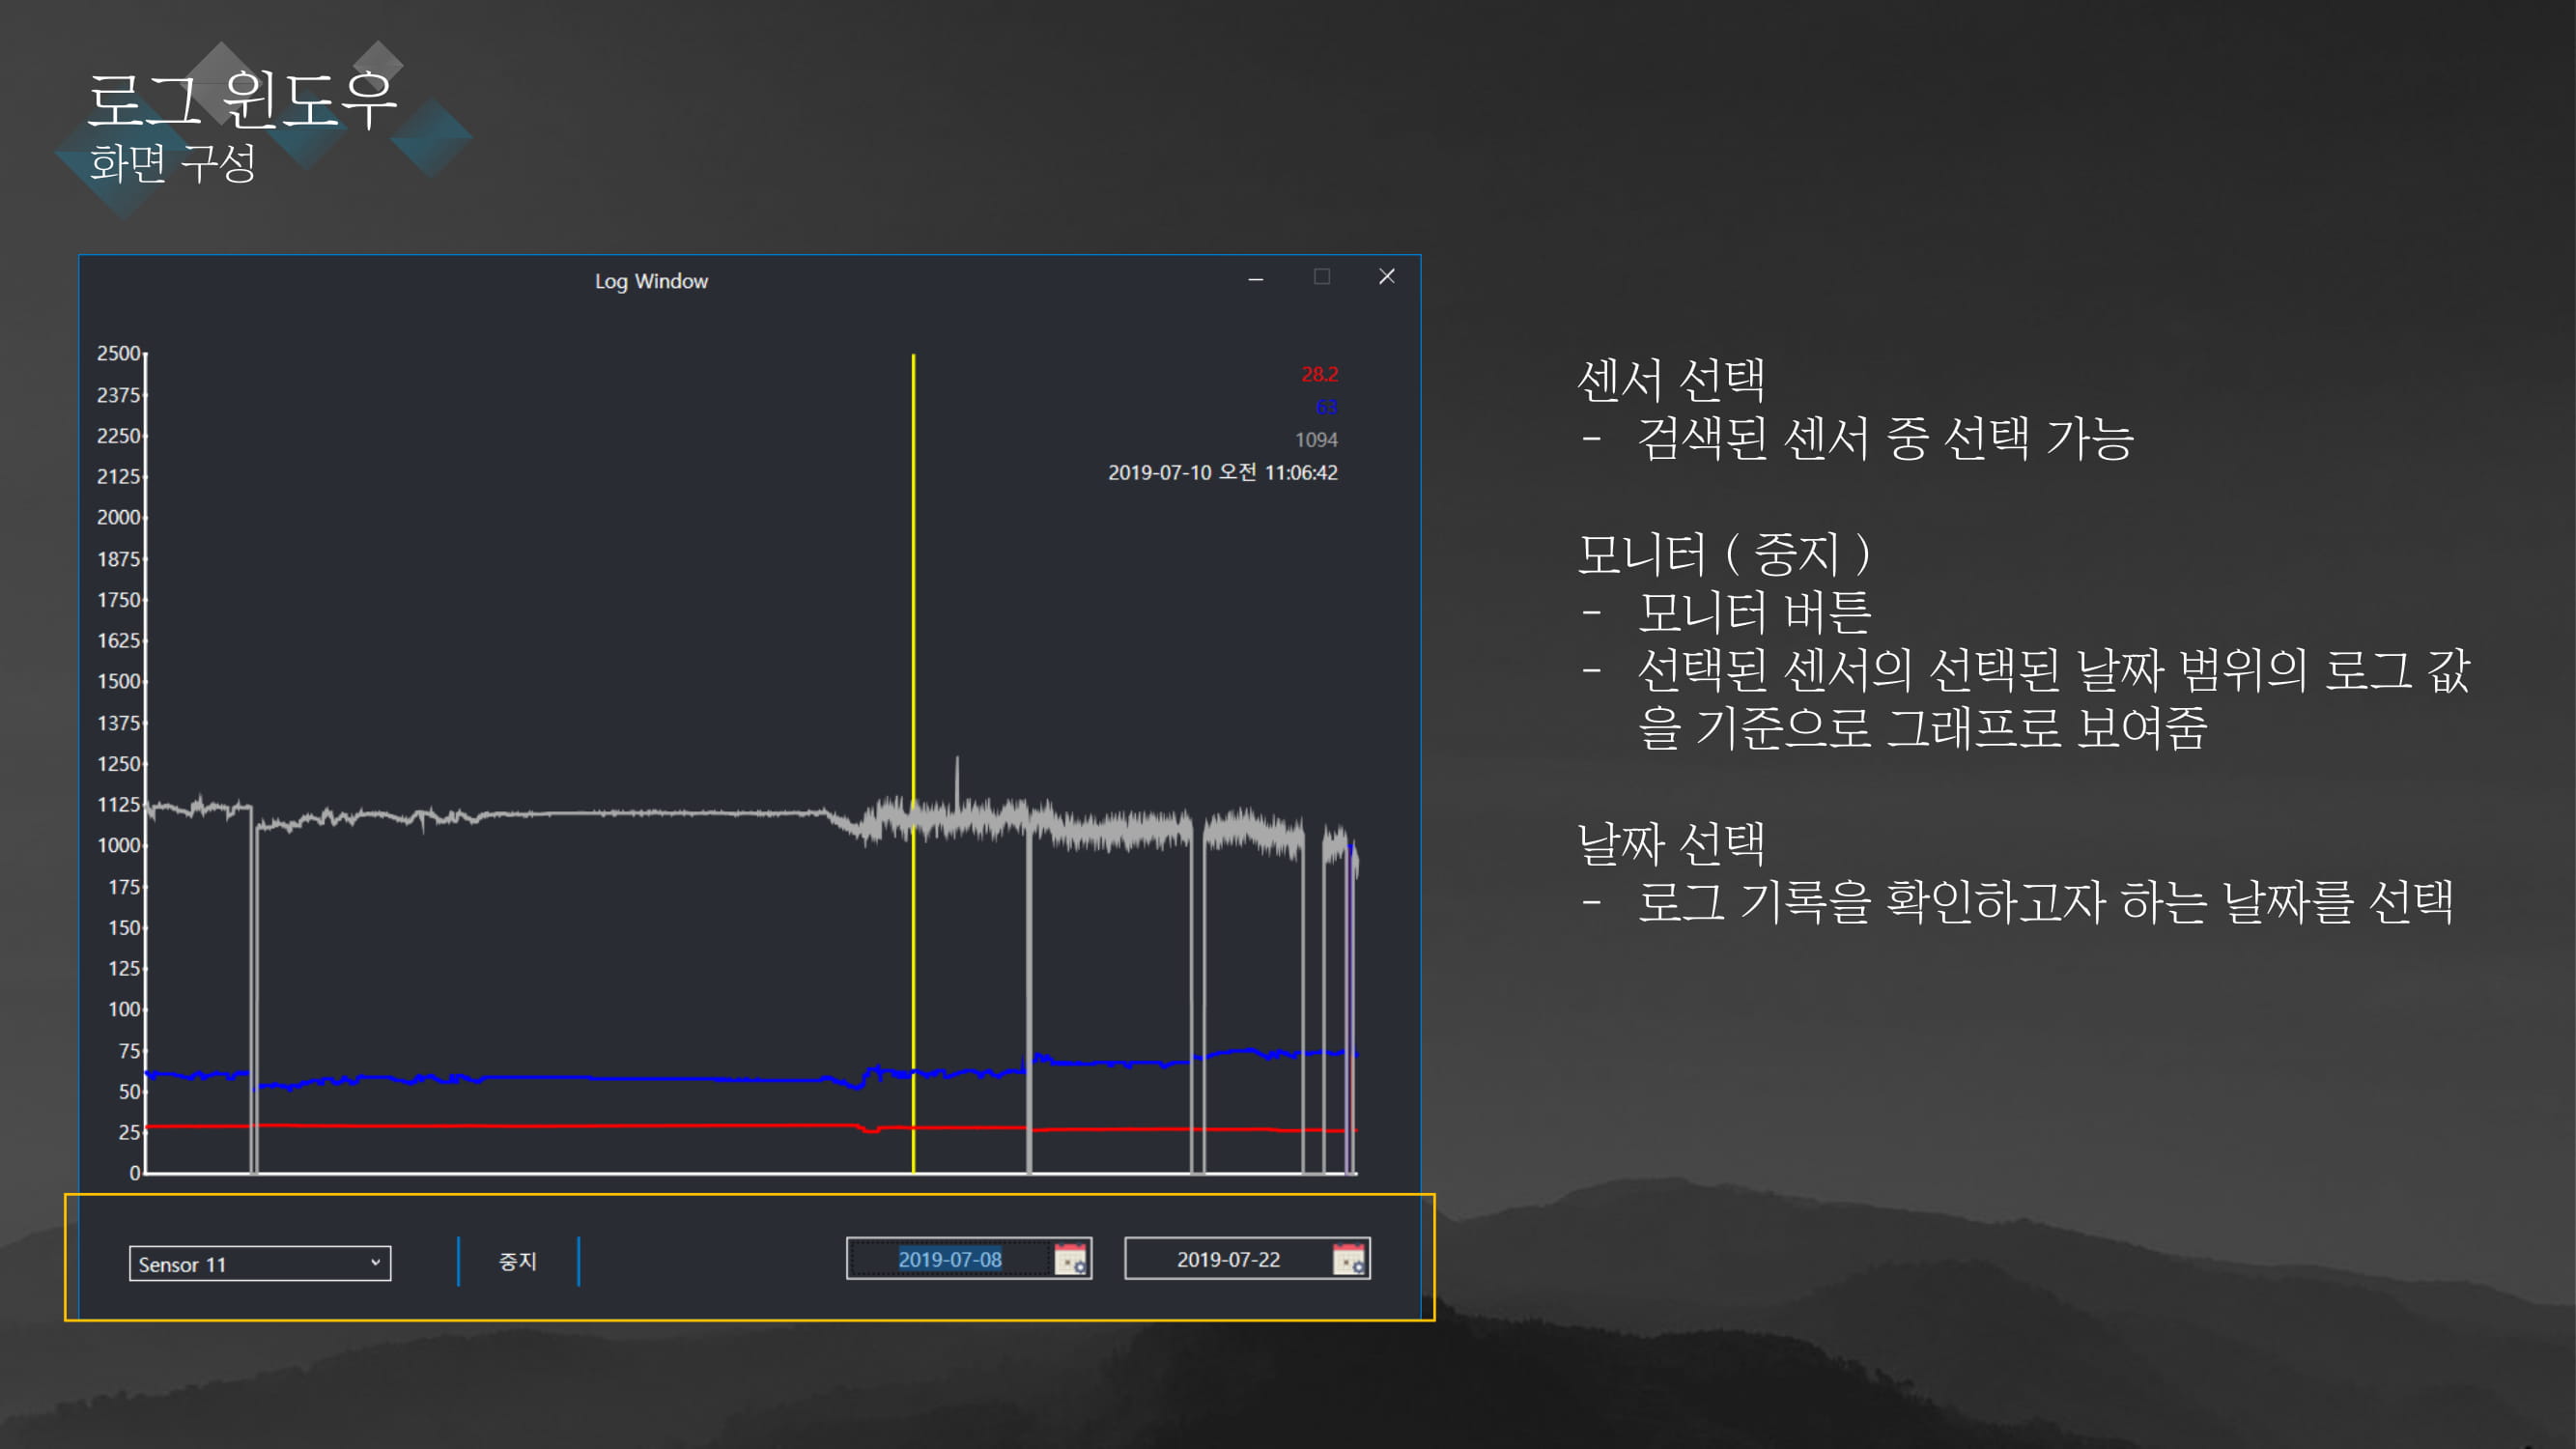 로그 윈도우
화면 구성
Log Window
2500
2375
2250
2125
2000
1875
1750
1625
1500
1375
1250
1125
1000
175
150
125
100
75
50
25
0
28.2
63
1094
2019-07-10 오전 11:06:42
Sensor 11
중지
2019-07-08
2019-07-22
센서 선택
- 검색된 센서 중 선택 가능
모니터 ( 중지 )
- 모니터 버튼
- 선택된 센서의 선택된 날짜 범위의 로그 값
을 기준으로 그래프로 보여줌
날짜 선택
- 로그 기록을 확인하고자 하는 날짜를 선택